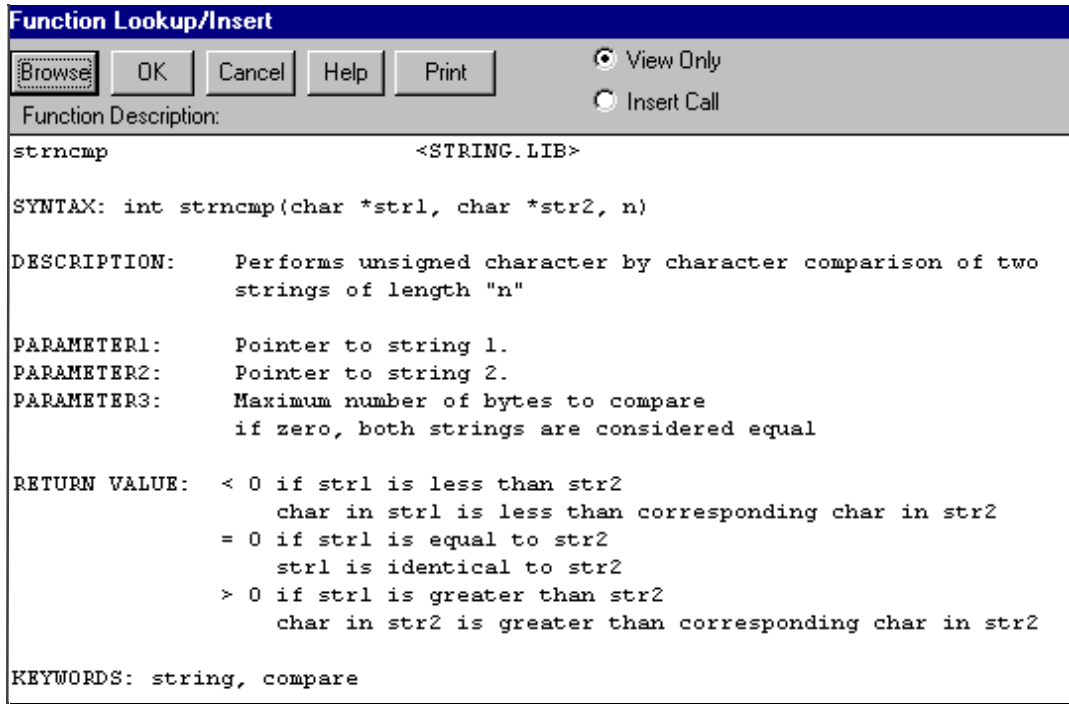 Function Lookup/Insert
Browse OK Cancel Help Print View Only
Insert Call
Function Description:
strncmp <STRING.LIB>
SYNTAX: int strncmp(char *str1, char *str2, n)
DESCRIPTION: Performs unsigned character by character comparison of two
strings of length "n"
PARAMETER1: Pointer to string 1.
PARAMETER2: Pointer to string 2.
PARAMETER3: Maximum number of bytes to compare
if zero, both strings are considered equal
RETURN VALUE: < 0 if str1 is less than str2
char in str1 is less than corresponding char in str2
= 0 if str1 is equal to str2
str1 is identical to str2
> 0 if str1 is greater than str2
char in str2 is greater than corresponding char in str2
KEYWORDS: string, compare